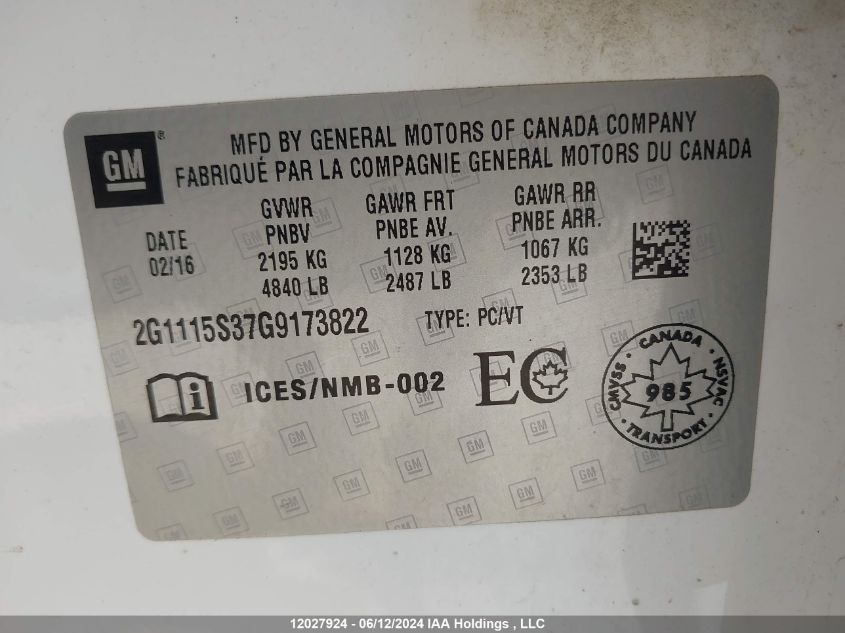 GM®
MFD BY GENERAL MOTORS OF CANADA COMPANY
FABRIQUÉ PAR LA COMPAGNIE GENERAL MOTORS DU CANADA
DATE
02/16
GVWR
PNBV
2195 KG
4840 LB
GAWR FRT
PNBE AV.
1128 KG
2487 LB
GAWR RR
PNBE ARR.
1067 KG
2353 LB
2G1115S37G9173822 TYPE: PC/VT
i ICES/NMB-002 EC
CMVSS • CANADA • NSVAC • TRANSPORT •
985
12027924 - 06/12/2024 IAA Holdings , LLC